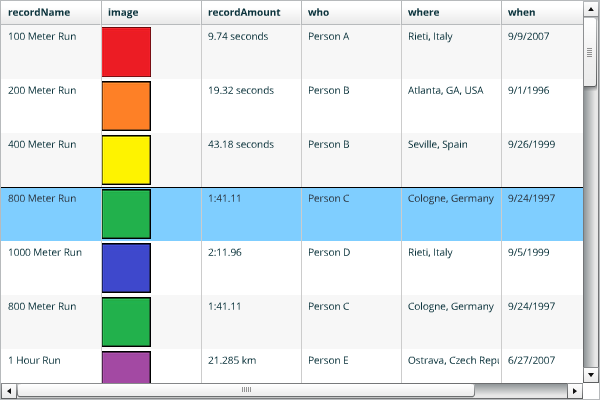 recordName image recordAmount who where when
100 Meter Run 9.74 seconds Person A Rieti, Italy 9/9/2007
200 Meter Run 19.32 seconds Person B Atlanta, GA, USA 9/1/1996
400 Meter Run 43.18 seconds Person B Seville, Spain 9/26/1999
800 Meter Run 1:41.11 Person C Cologne, Germany 9/24/1997
1000 Meter Run 2:11.96 Person D Rieti, Italy 9/5/1999
800 Meter Run 1:41.11 Person C Cologne, Germany 9/24/1997
1 Hour Run 21.285 km Person E Ostrava, Czech 6/27/2007